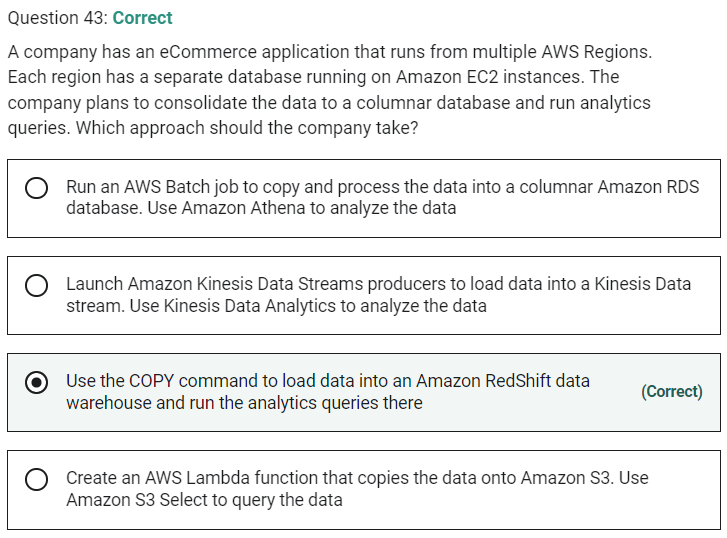 Question 43: Correct
A company has an eCommerce application that runs from multiple AWS Regions.
Each region has a separate database running on Amazon EC2 instances. The
company plans to consolidate the data to a columnar database and run analytics
queries. Which approach should the company take?
Run an AWS Batch job to copy and process the data into a columnar Amazon RDS
database. Use Amazon Athena to analyze the data
Launch Amazon Kinesis Data Streams producers to load data into a Kinesis Data
stream. Use Kinesis Data Analytics to analyze the data
Use the COPY command to load data into an Amazon RedShift data
warehouse and run the analytics queries there
(Correct)
Create an AWS Lambda function that copies the data onto Amazon S3. Use
Amazon S3 Select to query the data